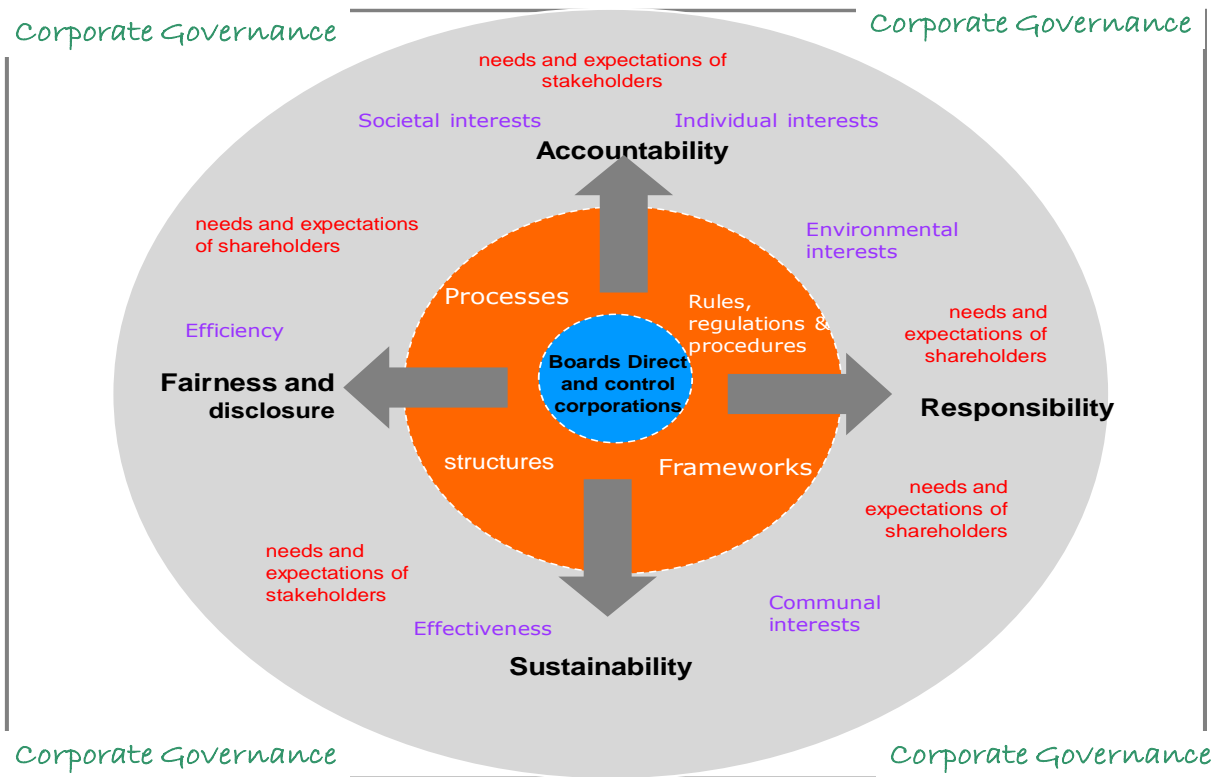 Corporate Governance
Corporate Governance
needs and expectations of
stakeholders
Societal interests
Individual interests
Accountability
needs and expectations
of shareholders
Environmental
interests
Processes
Rules,
regulations &
procedures
Efficiency
needs and
expectations of
shareholders
Boards Direct
and control
corporations
Fairness and
disclosure
Responsibility
structures
Frameworks
needs and
expectations of
shareholders
needs and
expectations of
stakeholders
Effectiveness
Communal
interests
Sustainability
Corporate Governance
Corporate Governance